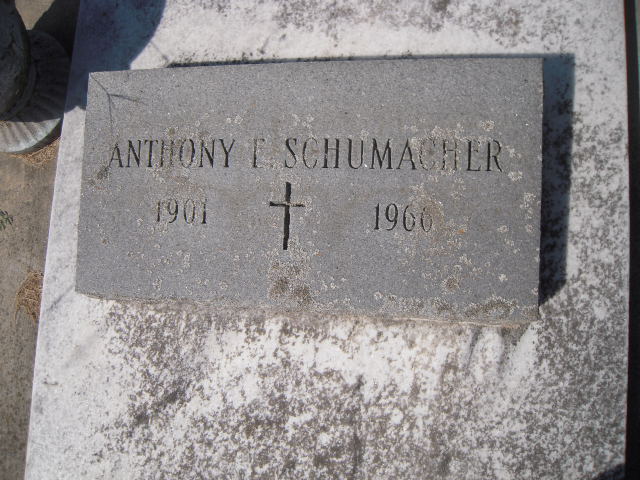 ANTHONY E. SCHUMACHER
1901 1966